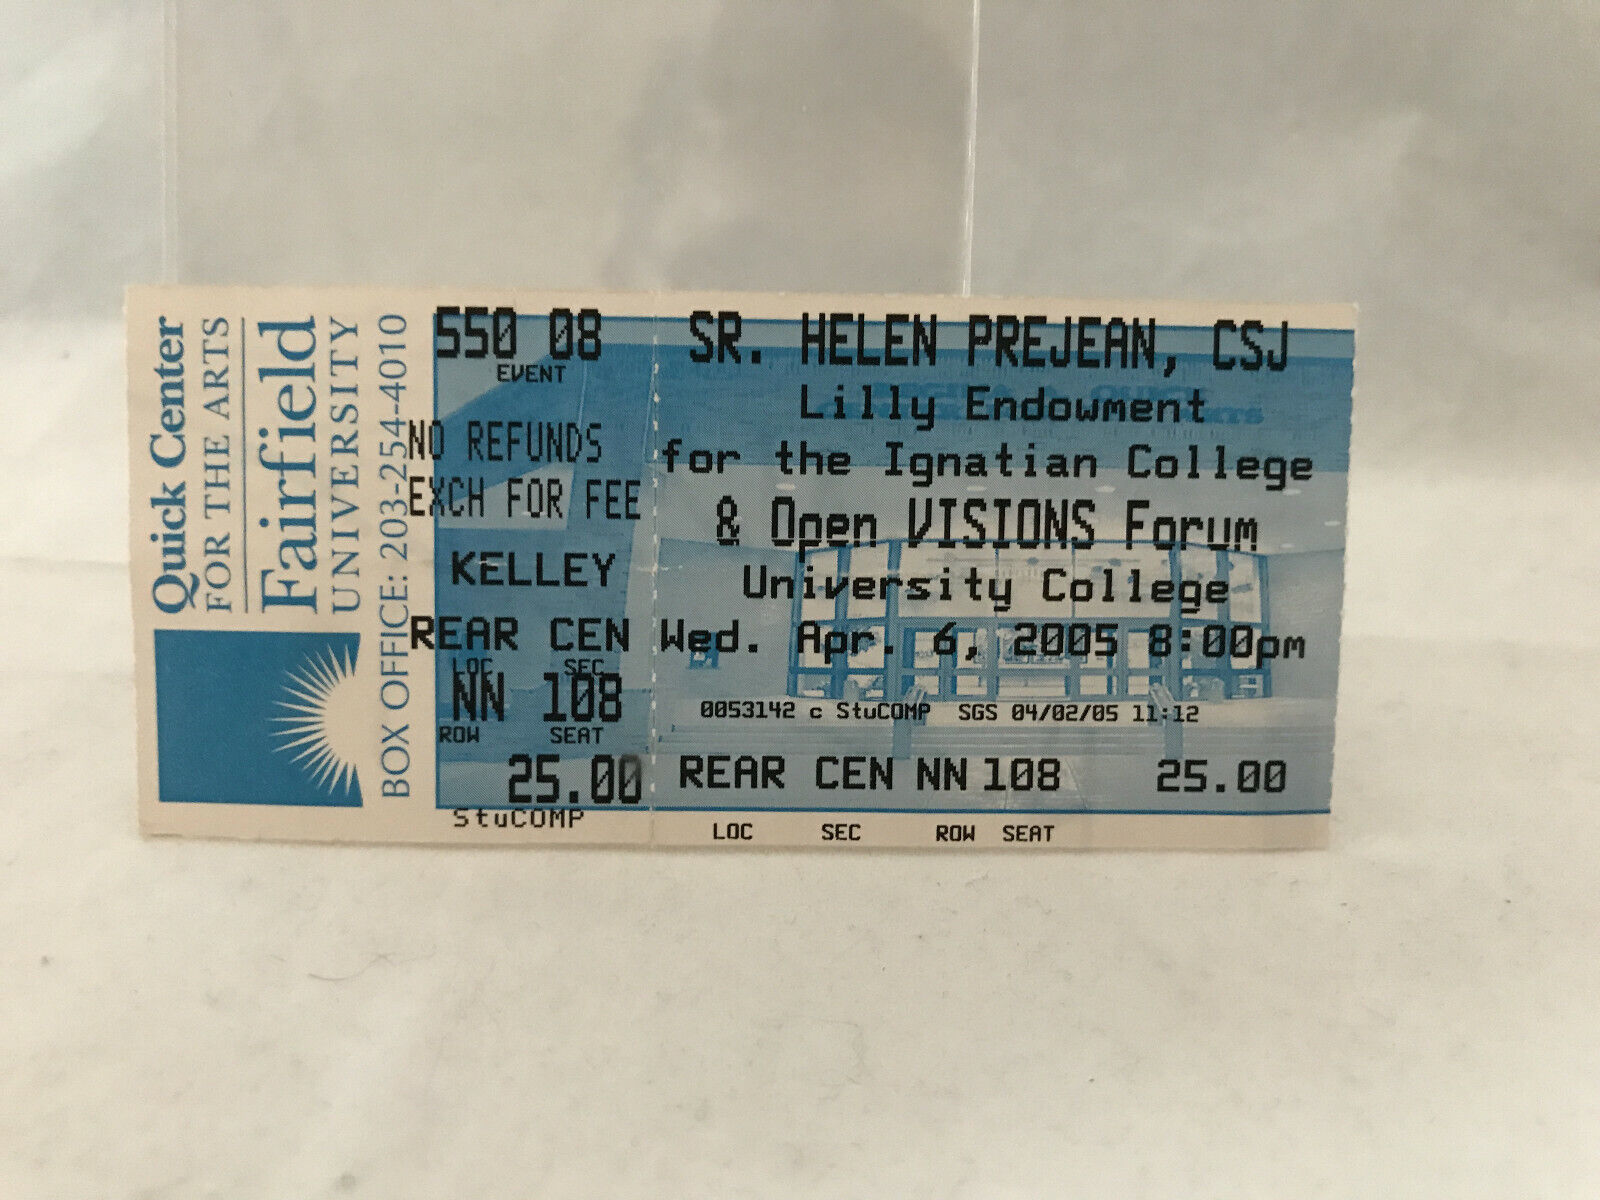 Quick Center
FOR THE ARTS
Fairfield
UNIVERSITY
BOX OFFICE: 203-254-4010
550 08
EVENT
NO REFUNDS
EXCH FOR FEE
KELLEY
REAR CEN
LOC SEC
NN 108
ROW SEAT
25.00
StuCOMP
SR. HELEN PREJEAN, CSJ
Lilly Endowment
for the Ignatian College
& Open VISIONS Forum
University College
Wed. Apr. 6, 2005 8:00pm
0053142 c StuCOMP SGS 04/02/05 11:12
REAR CEN NN 108 25.00
LOC SEC ROW SEAT